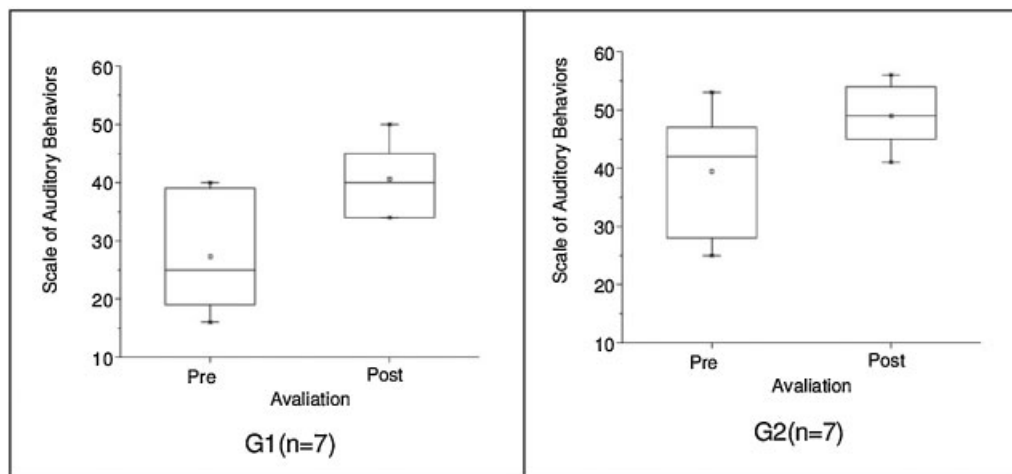 Scale of Auditory Behaviors
60
50
40
30
20
10
Pre
Post
Avaliation
G1(n=7)
Scale of Auditory Behaviors
60
50
40
30
20
10
Pre
Post
Avaliation
G2(n=7)